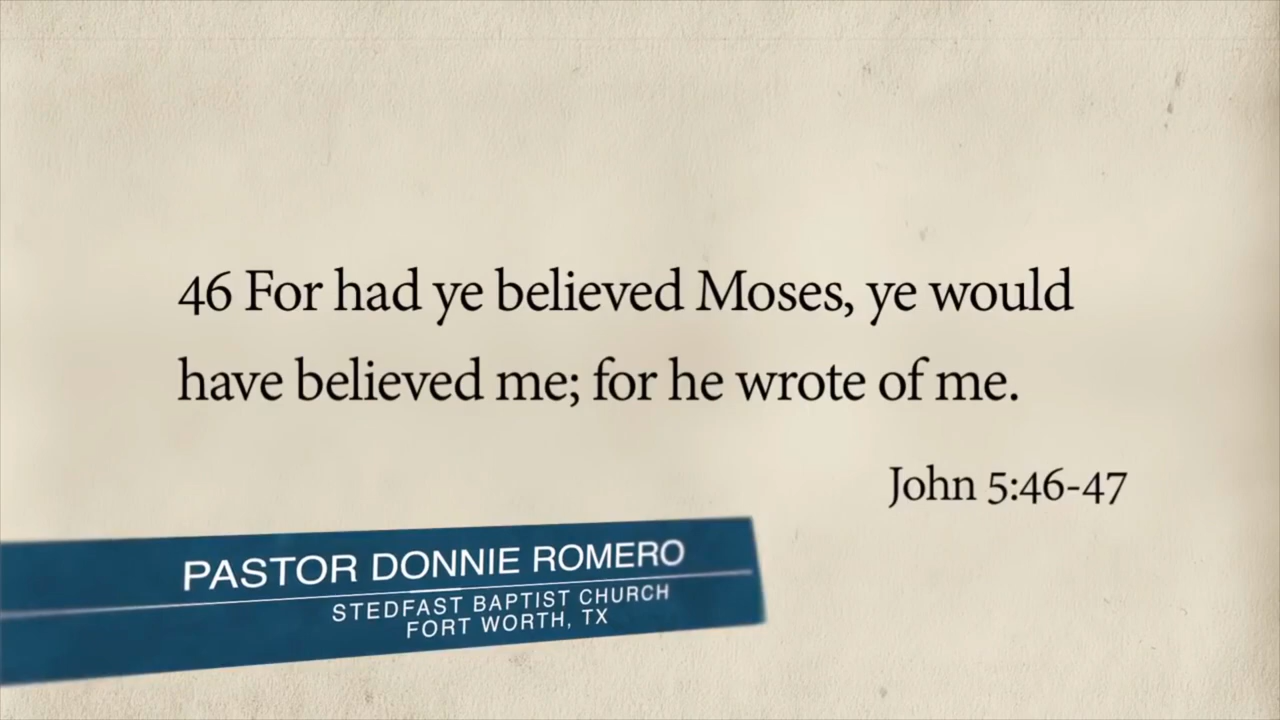 46 For had ye believed Moses, ye would
have believed me; for he wrote of me.
John 5:46-47
PASTOR DONNIE ROMERO
STEDFAST BAPTIST CHURCH
FORT WORTH, TX